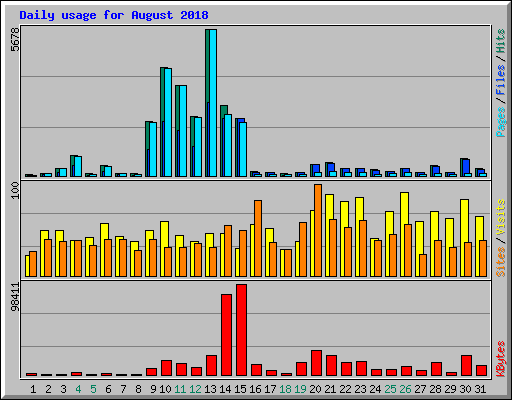 Daily usage for August 2018
5678
Pages / Files / Hits
100
Sites / Visits
98411
KBytes
1 2 3 4 5 6 7 8 9 10 11 12 13 14 15 16 17 18 19 20 21 22 23 24 25 26 27 28 29 30 31